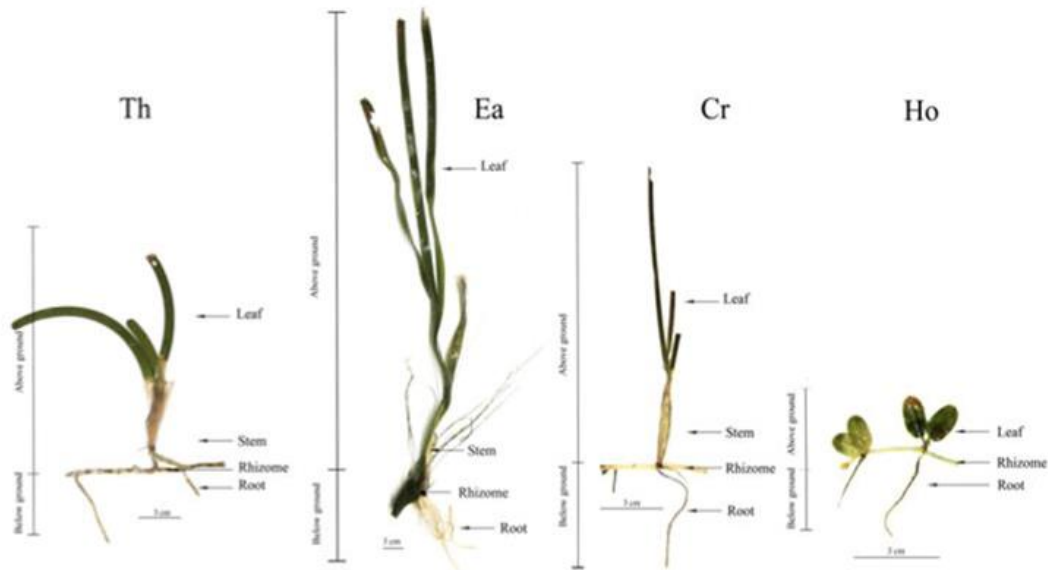 Th
Above ground
Below ground
Leaf
Stem
Rhizome
Root
3 cm
Ea
Above ground
Below ground
Leaf
Stem
Rhizome
Root
3 cm
Cr
Above ground
Below ground
Leaf
Stem
Rhizome
Root
3 cm
Ho
Above ground
Below ground
Leaf
Rhizome
Root
3 cm